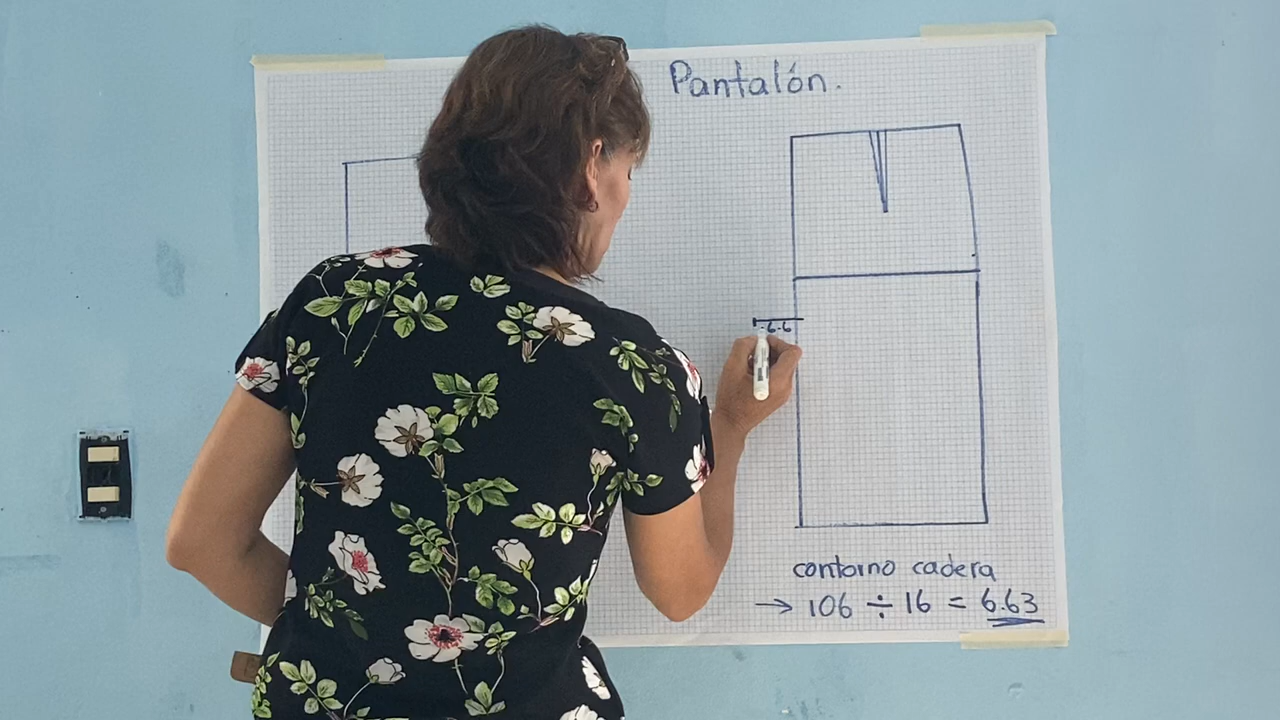 Pantalón.
6.6
contorno cadera
→ 106 ÷ 16 = 6.63